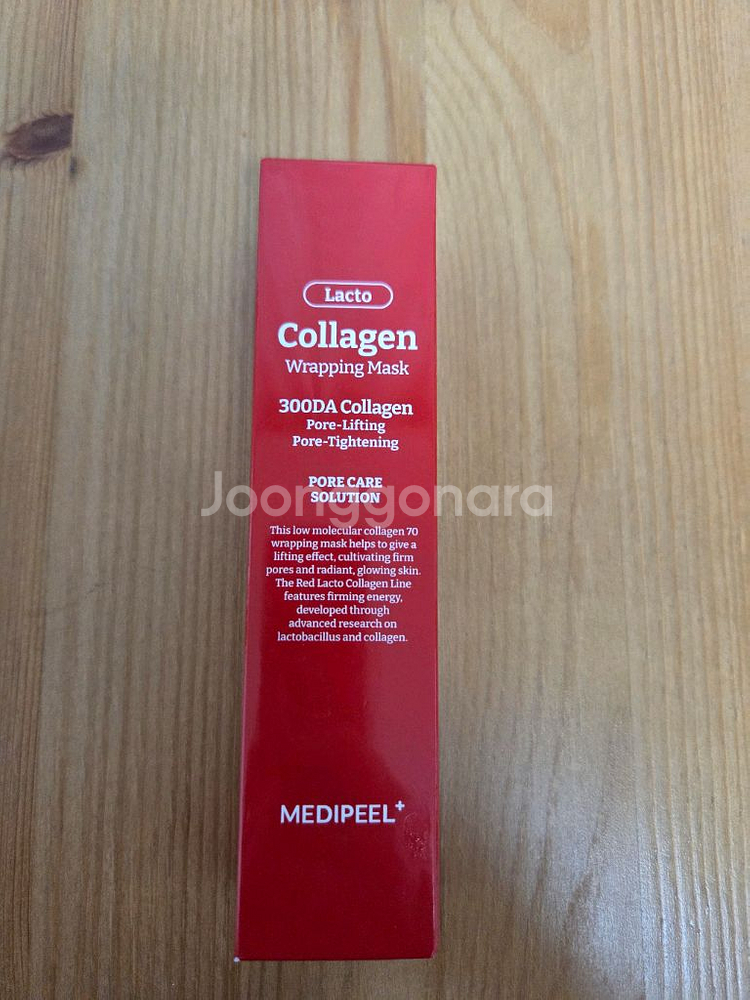 Lacto
Collagen
Wrapping Mask
300DA Collagen
Pore-Lifting
Pore-Tightening
PORE CARE
SOLUTION
Joonggonara
This low molecular collagen 70
wrapping mask helps to give a
lifting effect, cultivating firm
pores and radiant, glowing skin.
The Red Lacto Collagen Line
features firming energy,
developed through
advanced research on
lactobacillus and collagen.
MEDIPEEL+